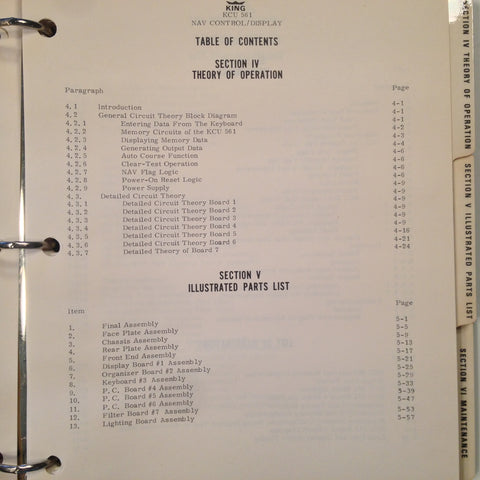 KING
KCU 561
NAV CONTROL/DISPLAY
TABLE OF CONTENTS
SECTION IV
THEORY OF OPERATION
Paragraph Page
4.1 Introduction 4-1
4.2 General Circuit Theory Block Diagram 4-1
4.2.1 Entering Data From The Keyboard 4-1
4.2.2 Memory Circuits of the KCU 561 4-2
4.2.3 Displaying Memory Data 4-3
4.2.4 Generating Output Data 4-4
4.2.5 Auto Course Function 4-6
4.2.6 Clear-Test Operation 4-6
4.2.7 NAV Flag Logic 4-6
4.2.8 Power-On Reset Logic 4-6
4.2.9 Power Supply 4-9
4.3. Detailed Circuit Theory 4-9
4.3.1 Detailed Circuit Theory Board 1 4-9
4.3.2 Detailed Circuit Theory Board 2 4-9
4.3.3 Detailed Circuit Theory Board 3 4-9
4.3.4 Detailed Circuit Theory Board 4 4-9
4.3.5 Detailed Circuit Theory Board 5 4-16
4.3.6 Detailed Circuit Theory Board 6 4-21
4.3.7 Detailed Theory of Board 7 4-24
SECTION V
ILLUSTRATED PARTS LIST
Item Page
1. Final Assembly 5-1
2. Face Plate Assembly 5-5
3. Chassis Assembly 5-9
4. Rear Plate Assembly 5-13
5. Front End Assembly 5-17
6. Display Board #1 Assembly 5-21
7. Organizer Board #2 Assembly 5-25
8. Keyboard #3 Assembly 5-29
9. P.C. Board #4 Assembly 5-33
10. P.C. Board #5 Assembly 5-39
11. P.C. Board #6 Assembly 5-47
12. Filter Board #7 Assembly 5-53
13. Lighting Board Assembly 5-57
SECTION IV THEORY OF OPERATION
SECTION V ILLUSTRATED PARTS LIST
SECTION VI MAINTENANCE